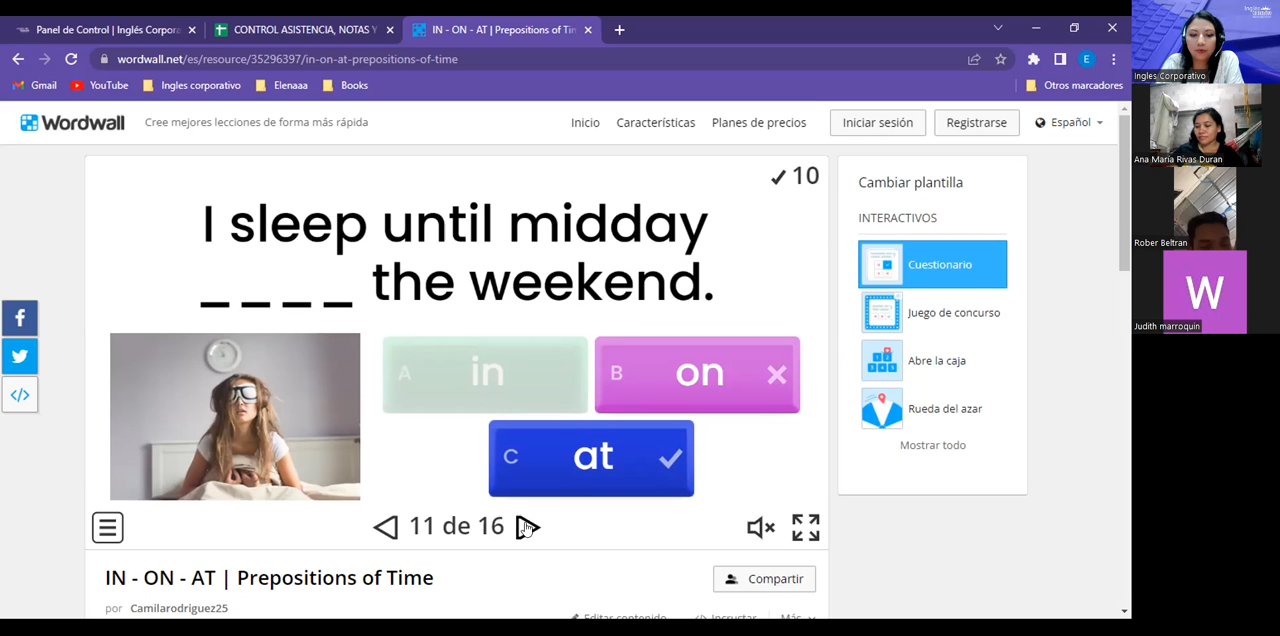 Panel de Control | Inglés Corpora
CONTROL ASISTENCIA, NOTAS Y
IN - ON - AT | Prepositions of Tim
wordwall.net/es/resource/35296397/in-on-at-prepositions-of-time
E
Gmail
YouTube
Ingles corporativo
Elenaaa
Books
Otros marcadores
Wordwall
Cree mejores lecciones de forma más rápida
Inicio
Características
Planes de precios
Iniciar sesión
Registrarse
Español
10
I sleep until midday
_ _ _ _ the weekend.
A in
B on
C at
11 de 16
IN - ON - AT | Prepositions of Time
Compartir
por Camilarodriguez25
Editar contenido
Incrustar
Más
Cambiar plantilla
INTERACTIVOS
Cuestionario
Juego de concurso
Abre la caja
Rueda del azar
Mostrar todo
Ingles Corporativo
Ana María Rivas Duran
Rober Beltran
W
Judith marroquin